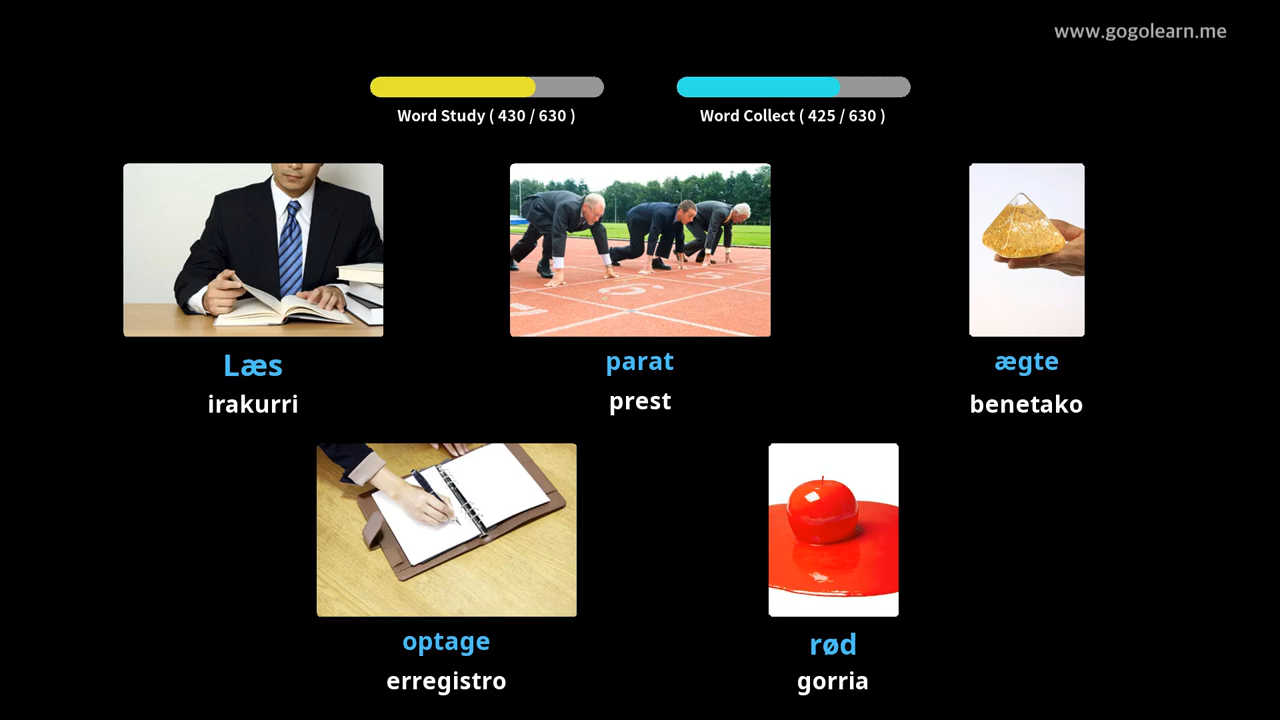 www.gogolearn.me
Word Study ( 430 / 630 )
Word Collect ( 425 / 630 )
Læs
irakurri
parat
prest
ægte
benetako
optage
erregistro
rød
gorria